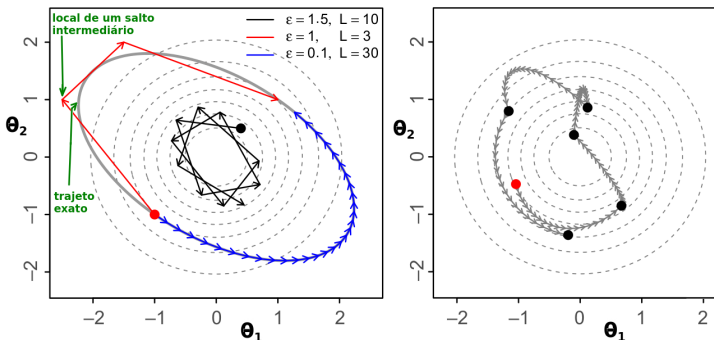 local de um salto
intermediário
ε = 1.5, L = 10
ε = 1, L = 3
ε = 0.1, L = 30
trajeto
exato
2
1
0
−1
−2
θ₂
−2
−1
0
1
2
θ₁
2
1
0
−1
−2
θ₂
−2
−1
0
1
2
θ₁